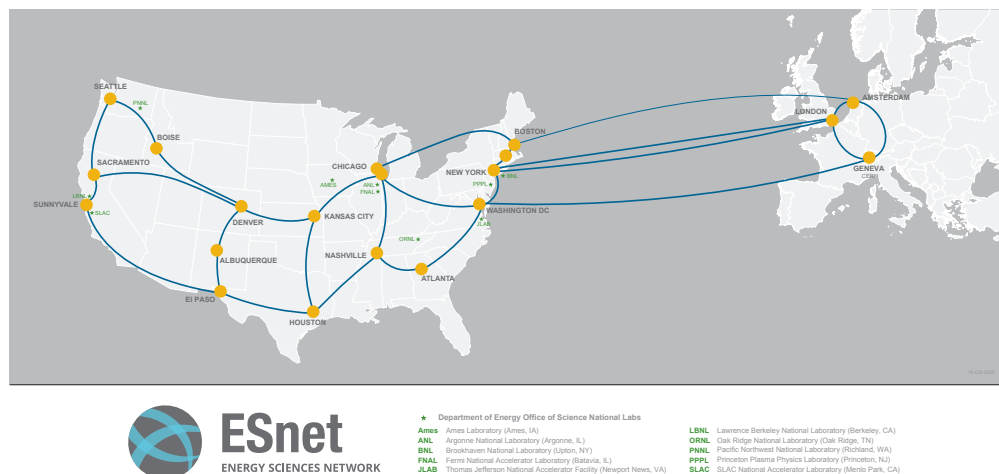 SEATTLE
PNNL
BOISE
SACRAMENTO
LBNL
SUNNYVALE
SLAC
DENVER
ALBUQUERQUE
El PASO
HOUSTON
KANSAS CITY
CHICAGO
AMES
ANL
FNAL
NASHVILLE
ORNL
ATLANTA
BOSTON
NEW YORK
BNL
PPPL
WASHINGTON DC
JLAB
AMSTERDAM
LONDON
GENEVA
CERN
ESnet
ENERGY SCIENCES NETWORK
Department of Energy Office of Science National Labs
Ames Ames Laboratory (Ames, IA)
ANL Argonne National Laboratory (Argonne, IL)
BNL Brookhaven National Laboratory (Upton, NY)
FNAL Fermi National Accelerator Laboratory (Batavia, IL)
JLAB Thomas Jefferson National Accelerator Facility (Newport News, VA)
LBNL Lawrence Berkeley National Laboratory (Berkeley, CA)
ORNL Oak Ridge National Laboratory (Oak Ridge, TN)
PNNL Pacific Northwest National Laboratory (Richland, WA)
PPPL Princeton Plasma Physics Laboratory (Princeton, NJ)
SLAC SLAC National Accelerator Laboratory (Menlo Park, CA)